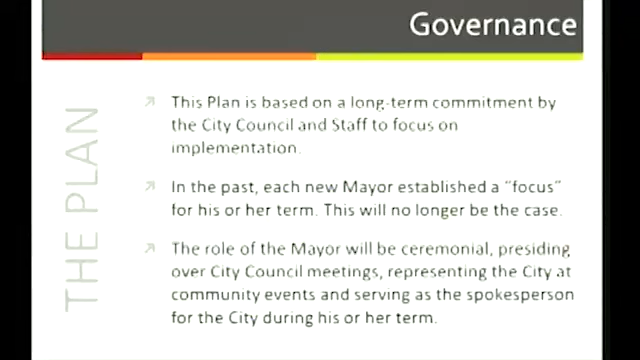 Governance
THE PLAN
This Plan is based on a long-term commitment by
the City Council and Staff to focus on
implementation.
In the past, each new Mayor established a "focus"
for his or her term. This will no longer be the case.
The role of the Mayor will be ceremonial, presiding
over City Council meetings, representing the City at
community events and serving as the spokesperson
for the City during his or her term.